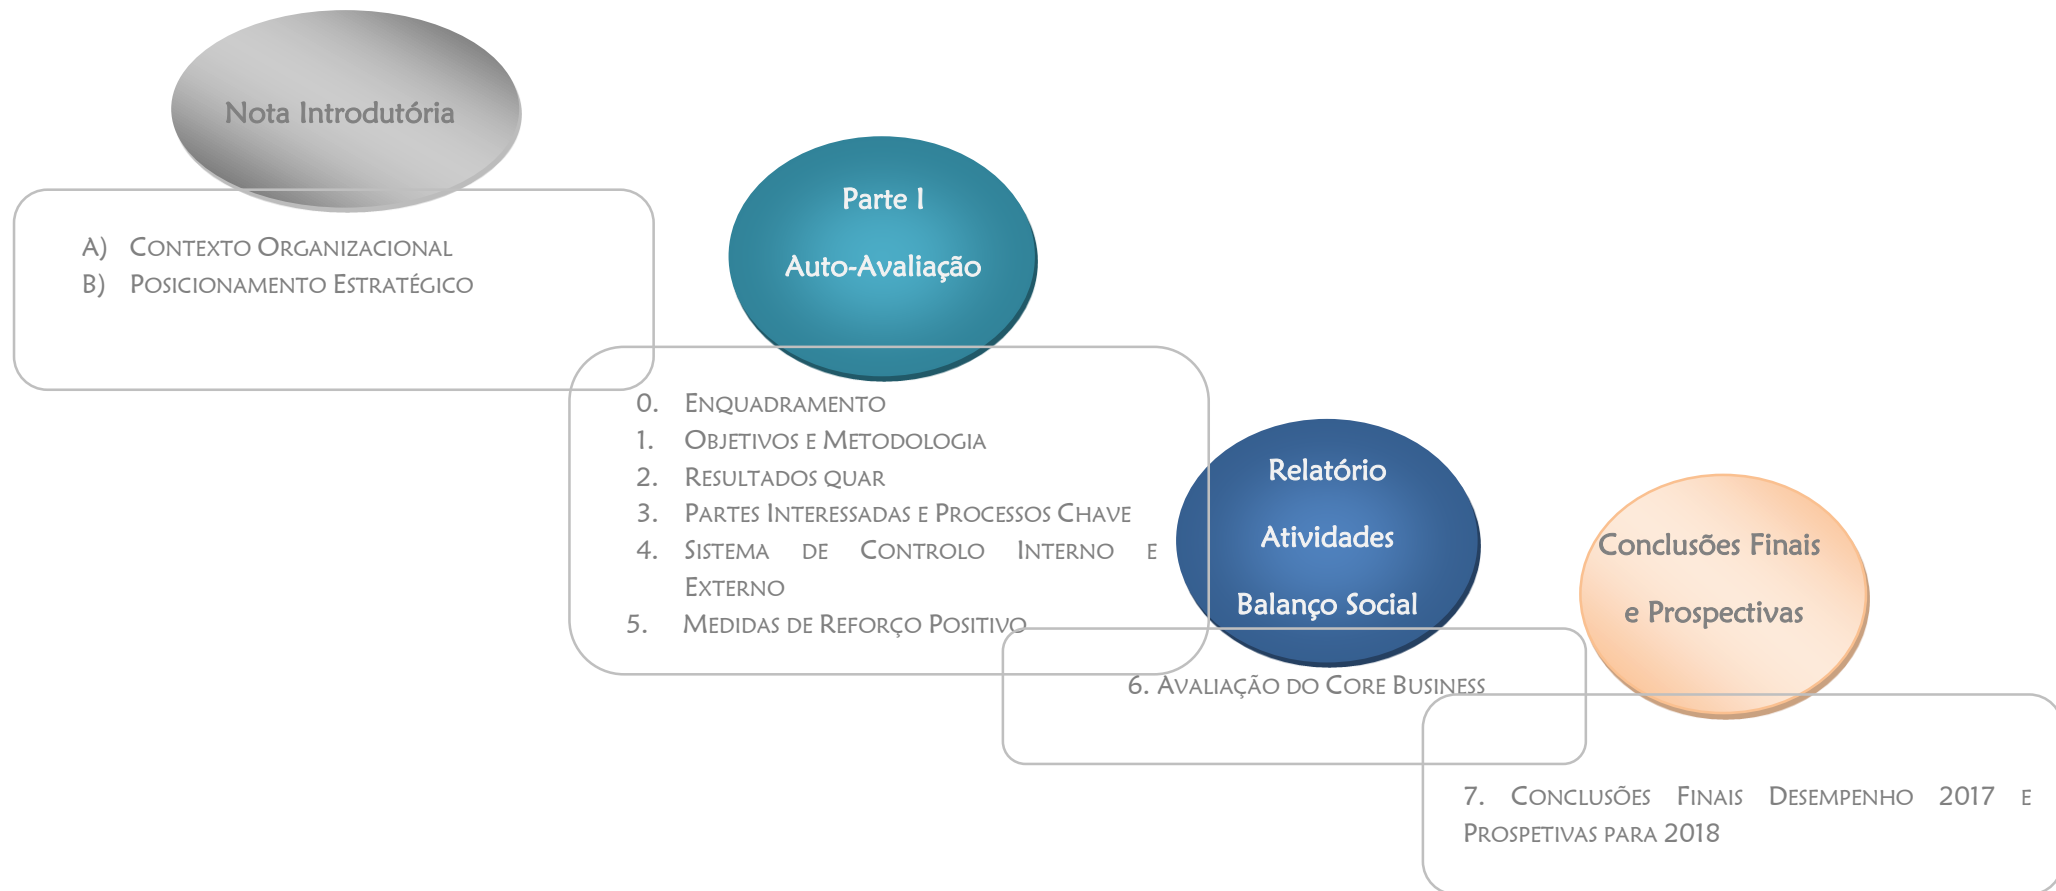 Nota Introdutória
A) Contexto Organizacional
B) Posicionamento Estratégico
Parte I
Auto-Avaliação
0. Enquadramento
1. Objetivos e Metodologia
2. Resultados quar
3. Partes Interessadas e Processos Chave
4. Sistema de Controlo Interno e
Externo
5. Medidas de Reforço Positivo
Relatório
Atividades
Balanço Social
6. Avaliação do Core Business
Conclusões Finais
e Prospectivas
7. Conclusões Finais Desempenho 2017 e
Prospetivas para 2018